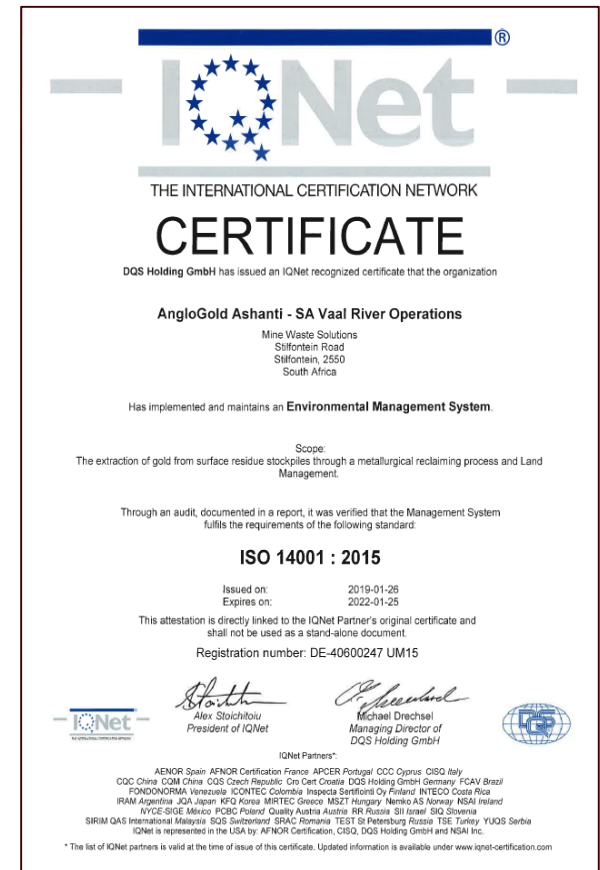 ®
IQNet
THE INTERNATIONAL CERTIFICATION NETWORK
CERTIFICATE
DQS Holding GmbH has issued an IQNet recognized certificate that the organization
AngloGold Ashanti - SA Vaal River Operations
Mine Waste Solutions
Stilfontein Road
Stilfontein, 2550
South Africa
Has implemented and maintains an Environmental Management System.
Scope:
The extraction of gold from surface residue stockpiles through a metallurgical reclaiming process and Land
Management.
Through an audit, documented in a report, it was verified that the Management System
fulfils the requirements of the following standard:
ISO 14001 : 2015
Issued on: 2019-01-26
Expires on: 2022-01-25
This attestation is directly linked to the IQNet Partner's original certificate and
shall not be used as a stand-alone document.
Registration number: DE-40600247 UM15
Alex Stoichitoiu
President of IQNet
Michael Drechsel
Managing Director of
DQS Holding GmbH
IQNet
DQS
IQNet Partners*:
AENOR Spain AFNOR Certification France APCER Portugal CCC Cyprus CISQ Italy
CQC China CQM China CQS Czech Republic Cro Cert Croatia DQS Holding GmbH Germany FCAV Brazil
FONDONORMA Venezuela ICONTEC Colombia Inspecta Sertifiointi Oy Finland INTECO Costa Rica
IRAM Argentina JQA Japan KFQ Korea MIRTEC Greece MSZT Hungary Nemko AS Norway NSAI Ireland
NYCE-SIGE México PCBC Poland Quality Austria Austria RR Russia SII Israel SIQ Slovenia
SIRIM QAS International Malaysia SQS Switzerland SRAC Romania TEST St Petersburg Russia TSE Turkey YUQS Serbia
IQNet is represented in the USA by: AFNOR Certification, CISQ, DQS Holding GmbH and NSAI Inc.
* The list of IQNet partners is valid at the time of issue of this certificate. Updated information is available under www.iqnet-certification.com